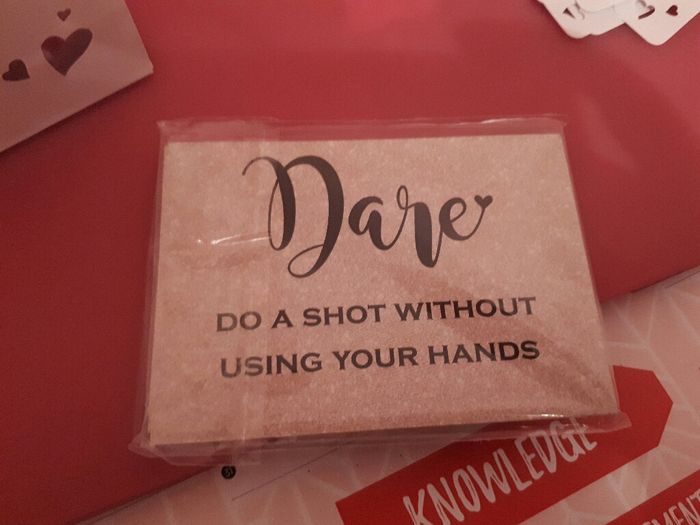 Dare
DO A SHOT WITHOUT
USING YOUR HANDS
KNOWLEDGE